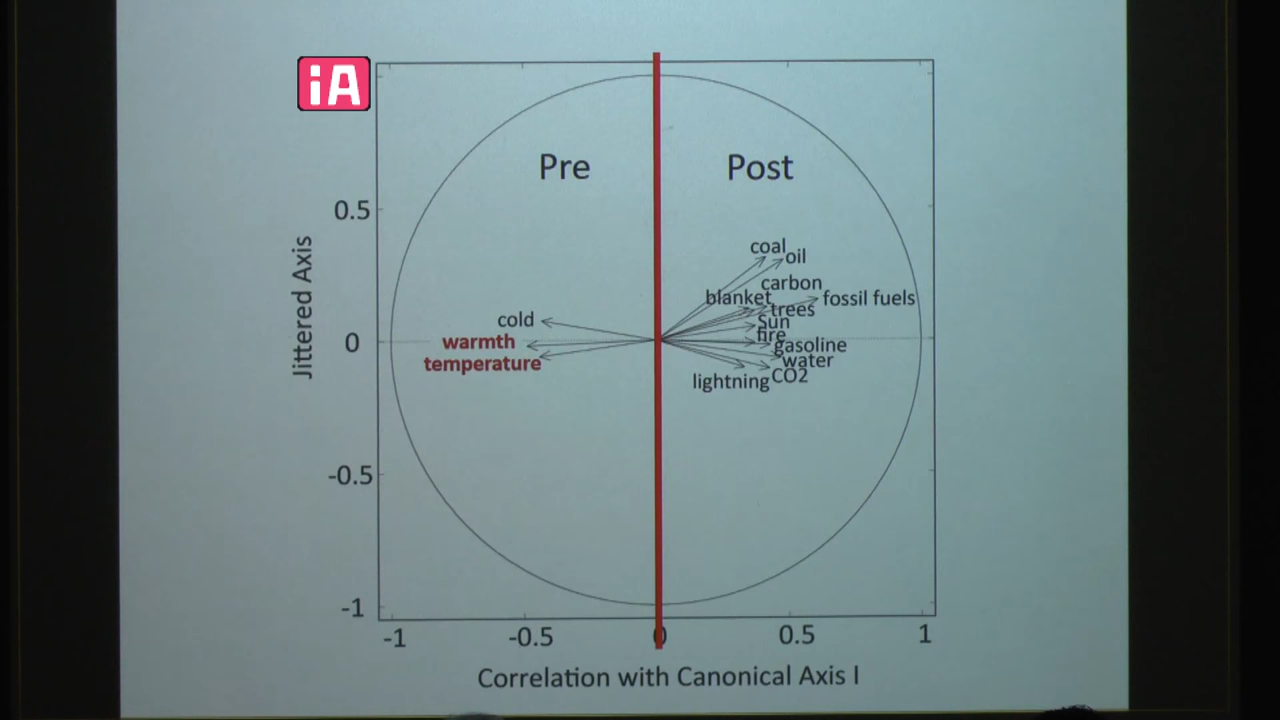 iA
Pre
Post
Jittered Axis
0.5
0
-0.5
-1
coal
oil
carbon
blanket
fossil fuels
trees
Sun
fire
gasoline
water
CO2
lightning
cold
warmth
temperature
-1
-0.5
0
0.5
1
Correlation with Canonical Axis I